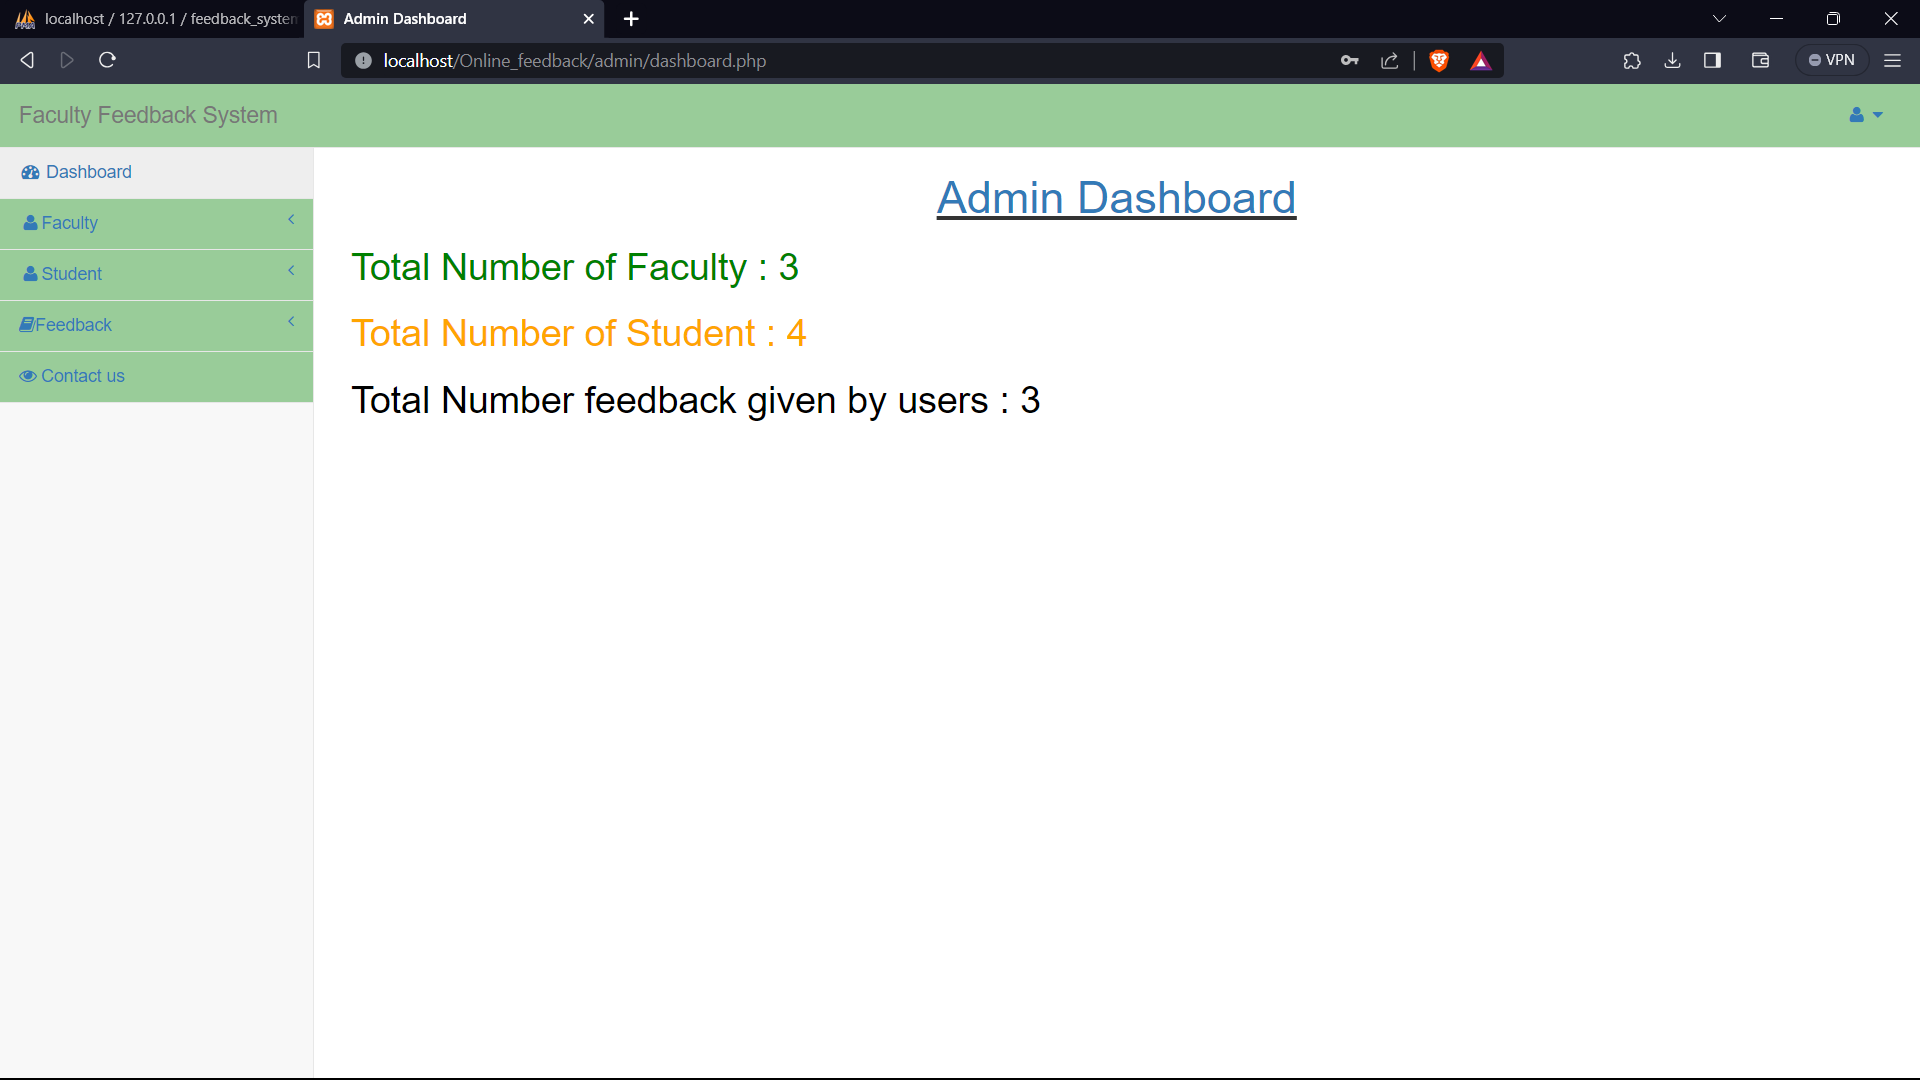 localhost / 127.0.0.1 / feedback_system
Admin Dashboard
localhost/Online_feedback/admin/dashboard.php
VPN
Faculty Feedback System
Dashboard
Faculty
Student
Feedback
Contact us
Admin Dashboard
Total Number of Faculty : 3
Total Number of Student : 4
Total Number feedback given by users : 3